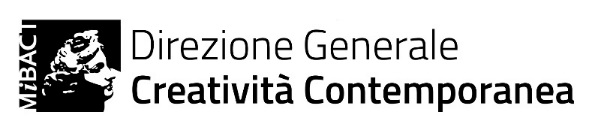 MiBACT
Direzione Generale
Creatività Contemporanea